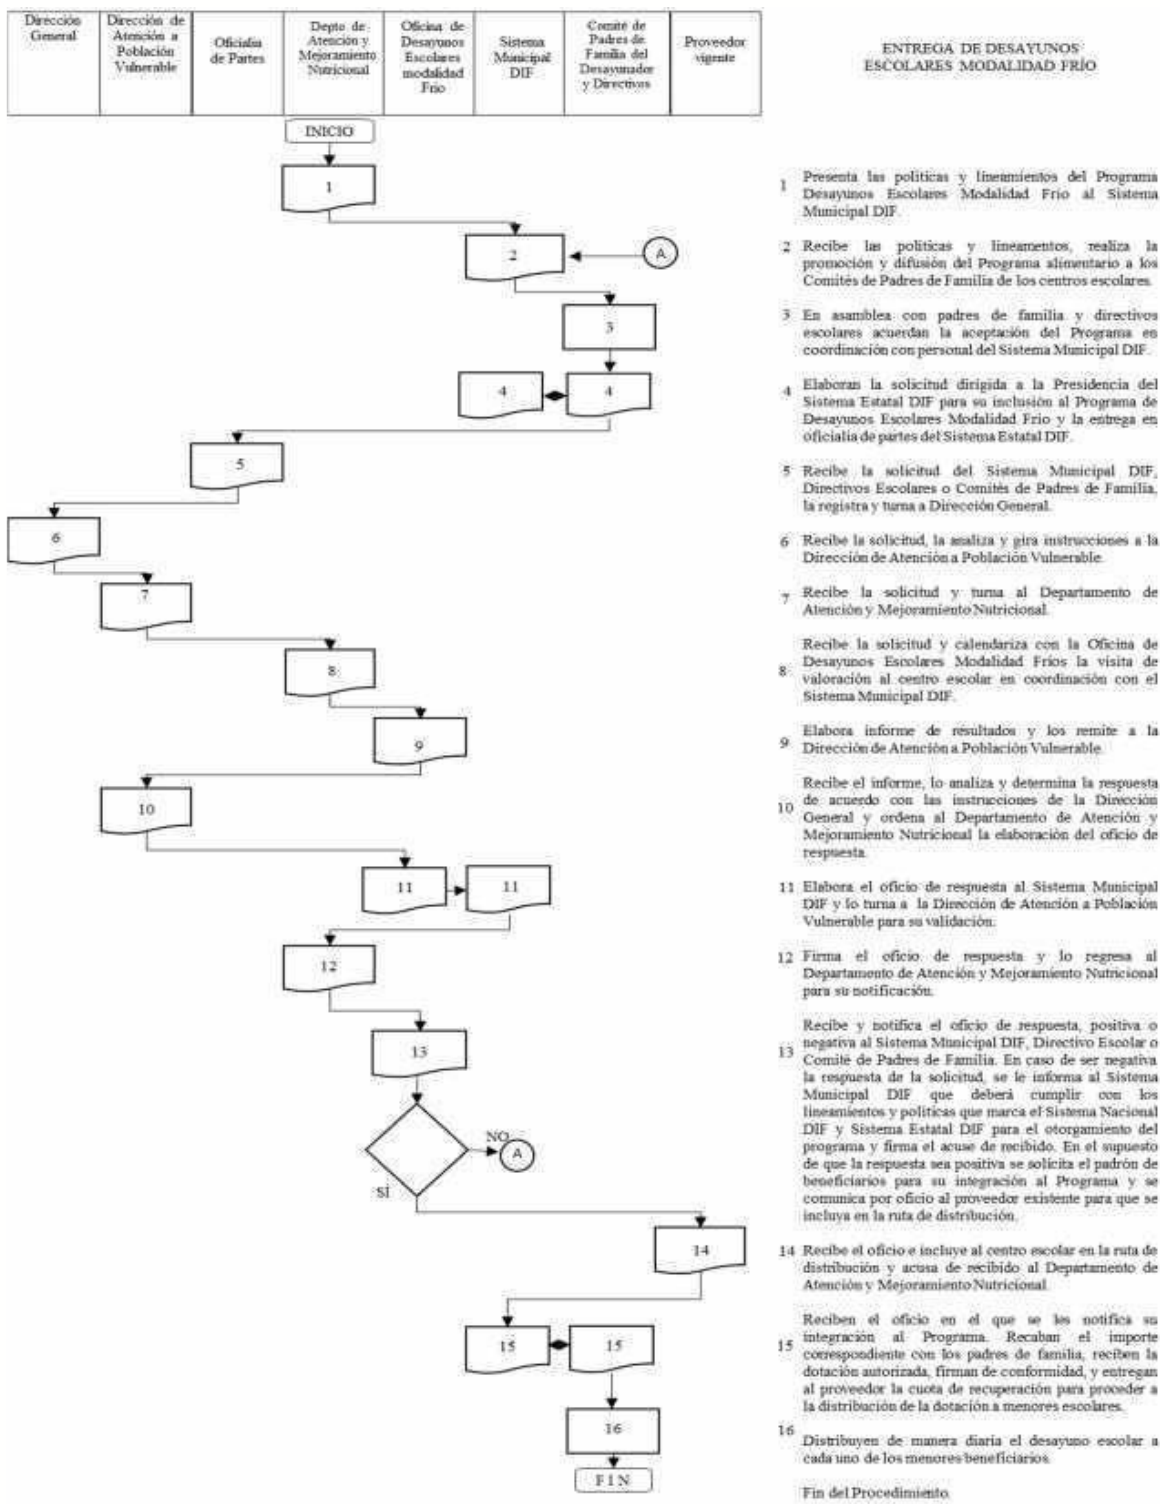 Dirección
General
Dirección de
Atención a
Población
Vulnerable
Oficialia
de Partes
Depto de
Atención y
Mejoramiento
Nutricional
Oficina de
Desayunos
Escolares
modalidad
Frio
Sistema
Municipal
DIF
Comité de
Padres de
Familia del
Desayunador
y Directivos
Proveedor
vigente
ENTREGA DE DESAYUNOS
ESCOLARES MODALIDAD FRÍO
INICIO
1
2
A
3
4
4
5
6
7
8
9
10
11
11
12
13
NO
A
SÍ
14
15
15
16
FIN
1 Presenta las políticas y lineamientos del Programa
Desayunos Escolares Modalidad Frio al Sistema
Municipal DIF.
2 Recibe las políticas y lineamentos, realiza la
promoción y difusión del Programa alimentario a los
Comités de Padres de Familia de los centros escolares.
3 En asamblea con padres de familia y directivos
escolares acuerdan la aceptación del Programa en
coordinación con personal del Sistema Municipal DIF.
4 Elaboran la solicitud dirigida a la Presidencia del
Sistema Estatal DIF para su inclusión al Programa de
Desayunos Escolares Modalidad Frio y la entrega en
oficialía de partes del Sistema Estatal DIF.
5 Recibe la solicitud del Sistema Municipal DIF,
Directivos Escolares o Comités de Padres de Familia,
la registra y turna a Dirección General.
6 Recibe la solicitud, la analiza y gira instrucciones a la
Dirección de Atención a Población Vulnerable.
7 Recibe la solicitud y turna al Departamento de
Atención y Mejoramiento Nutricional.
8 Recibe la solicitud y calendariza con la Oficina de
Desayunos Escolares Modalidad Fríos la visita de
valoración al centro escolar en coordinación con el
Sistema Municipal DIF.
9 Elabora informe de resultados y los remite a la
Dirección de Atención a Población Vulnerable.
10 Recibe el informe, lo analiza y determina la respuesta
de acuerdo con las instrucciones de la Dirección
General y ordena al Departamento de Atención y
Mejoramiento Nutricional la elaboración del oficio de
respuesta.
11 Elabora el oficio de respuesta al Sistema Municipal
DIF y lo turna a la Dirección de Atención a Población
Vulnerable para su validación.
12 Firma el oficio de respuesta y lo regresa al
Departamento de Atención y Mejoramiento Nutricional
para su notificación.
13 Recibe y notifica el oficio de respuesta, positiva o
negativa al Sistema Municipal DIF, Directivo Escolar o
Comité de Padres de Familia. En caso de ser negativa
la respuesta de la solicitud, se le informa al Sistema
Municipal DIF que deberá cumplir con los
lineamientos y políticas que marca el Sistema Nacional
DIF y Sistema Estatal DIF para el otorgamiento del
programa y firma el acuse de recibido. En el supuesto
de que la respuesta sea positiva se solicita el padrón de
beneficiarios para su integración al Programa y se
comunica por oficio al proveedor existente para que se
incluya en la ruta de distribución.
14 Recibe el oficio e incluye al centro escolar en la ruta de
distribución y acusa de recibido al Departamento de
Atención y Mejoramiento Nutricional.
15 Reciben el oficio en el que se les notifica su
integración al Programa. Recaban el importe
correspondiente con los padres de familia, reciben la
dotación autorizada, firman de conformidad, y entregan
al proveedor la cuota de recuperación para proceder a
la distribución de la dotación a menores escolares.
16 Distribuyen de manera diaria el desayuno escolar a
cada uno de los menores beneficiarios.
Fin del Procedimiento.